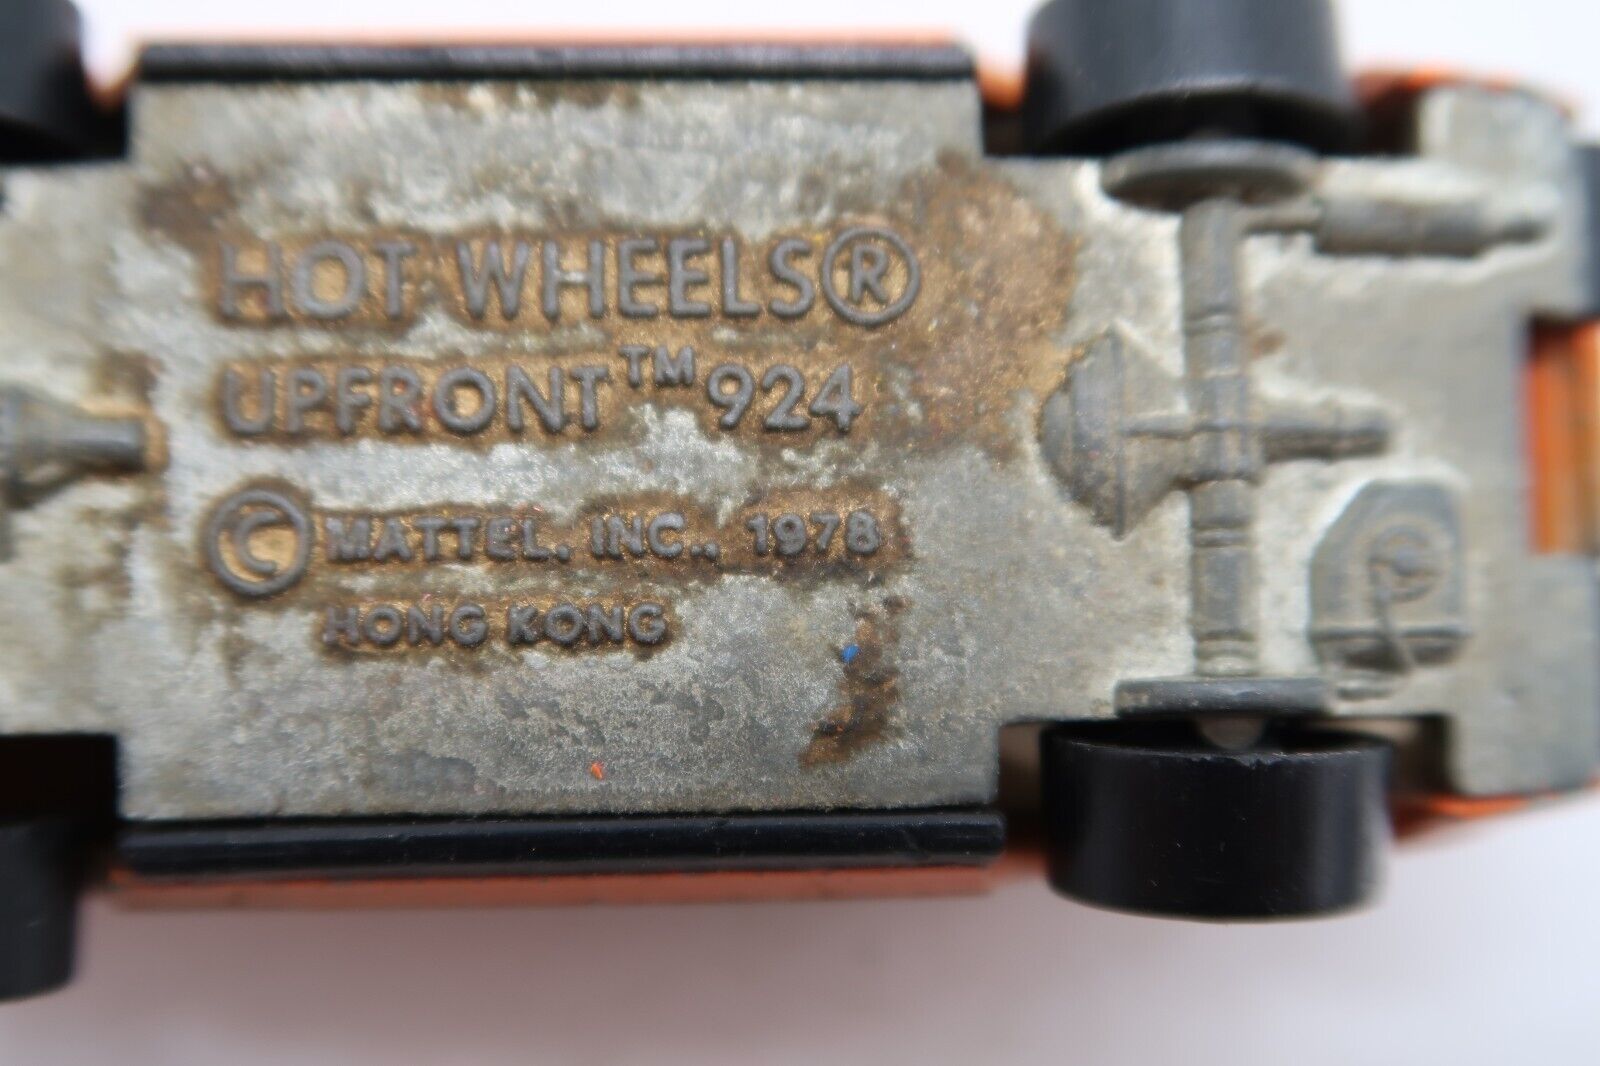 HOT WHEELS®
UPFRONT™ 924
© MATTEL, INC., 1978
HONG KONG